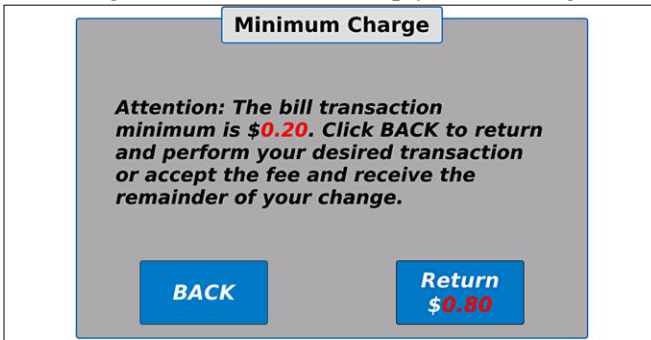 Minimum Charge
Attention: The bill transaction
minimum is $0.20. Click BACK to return
and perform your desired transaction
or accept the fee and receive the
remainder of your change.
BACK
Return
$0.80